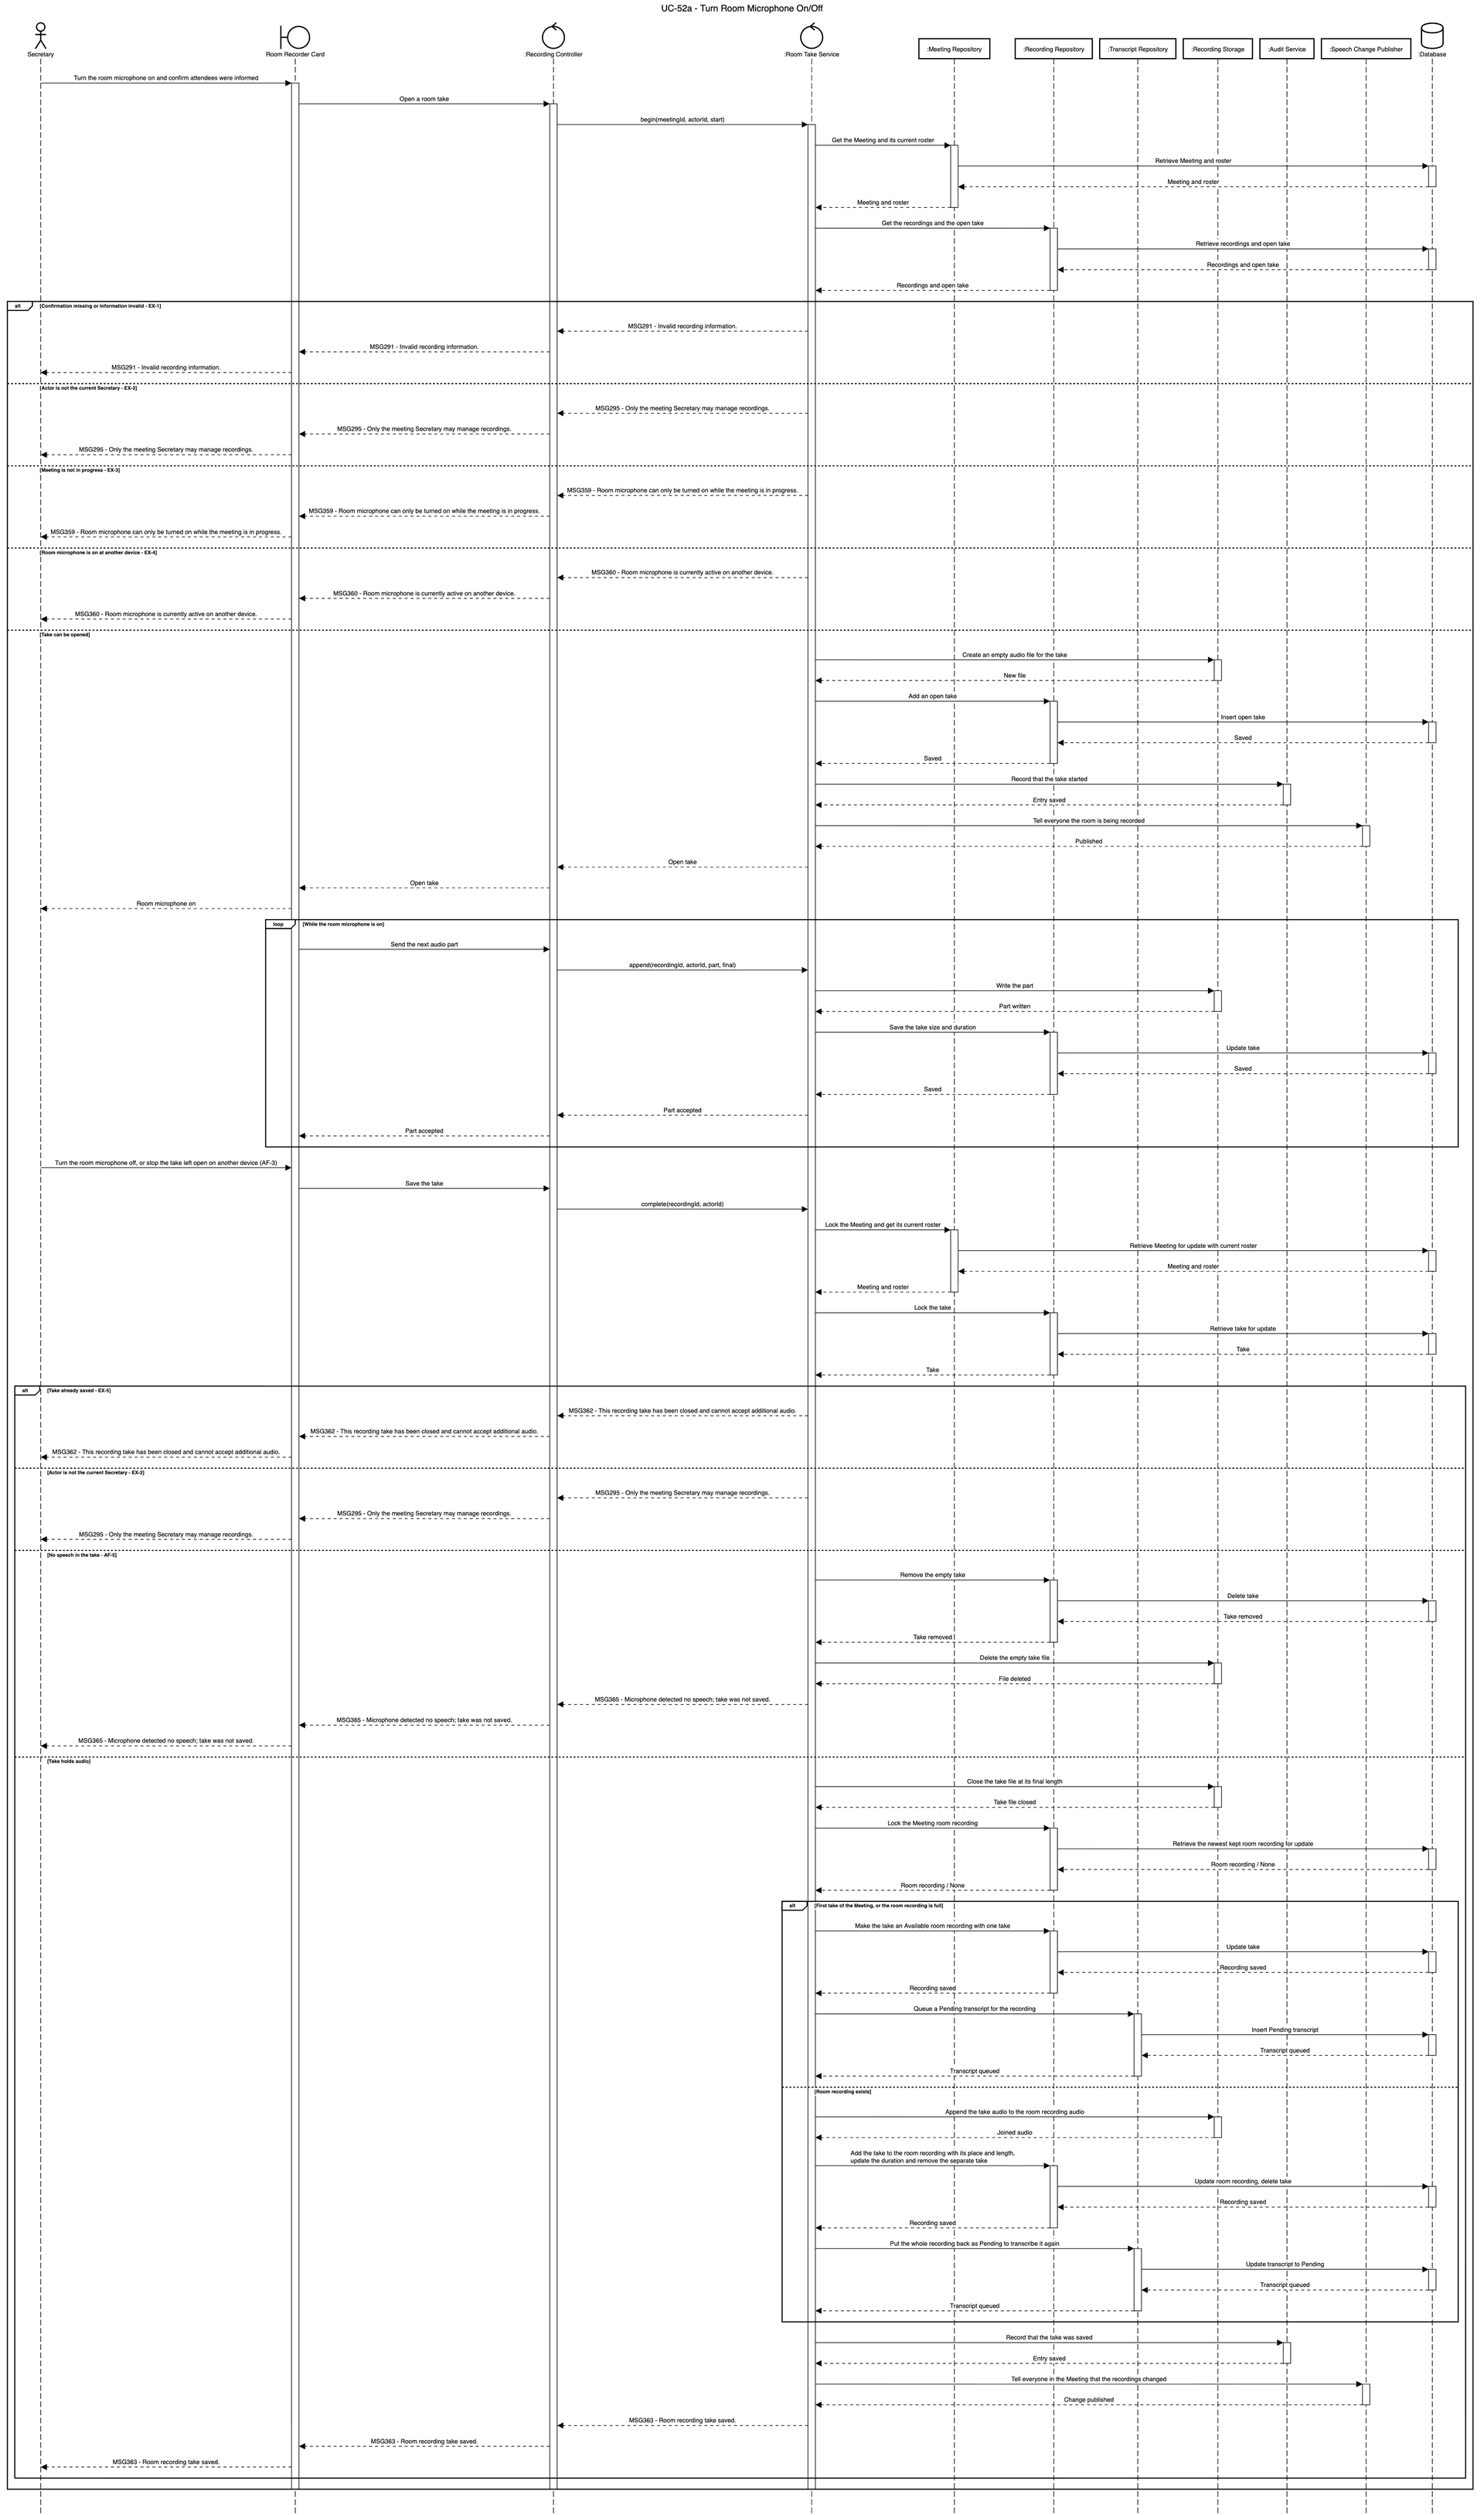 UC-52a - Turn Room Microphone On/Off
Secretary
Room Recorder Card
:Recording Controller
:Room Take Service
:Meeting Repository
:Recording Repository
:Transcript Repository
:Recording Storage
:Audit Service
:Speech Change Publisher
:Database
Turn the room microphone on and confirm attendees were informed
Open a room take
begin(meetingId, actorId, start)
Get the Meeting and its current roster
Retrieve Meeting and roster
Meeting and roster
Meeting and roster
Get the recordings and the open take
Retrieve recordings and open take
Recordings and open take
Recordings and open take
alt
[Confirmation missing or information invalid - EX-1]
MSG291 - Invalid recording information.
MSG291 - Invalid recording information.
MSG291 - Invalid recording information.
[Actor is not the current Secretary - EX-2]
MSG295 - Only the meeting Secretary may manage recordings.
MSG295 - Only the meeting Secretary may manage recordings.
MSG295 - Only the meeting Secretary may manage recordings.
[Meeting is not in progress - EX-3]
MSG359 - Room microphone can only be turned on while the meeting is in progress.
MSG359 - Room microphone can only be turned on while the meeting is in progress.
MSG359 - Room microphone can only be turned on while the meeting is in progress.
[Room microphone is on at another device - EX-4]
MSG360 - Room microphone is currently active on another device.
MSG360 - Room microphone is currently active on another device.
MSG360 - Room microphone is currently active on another device.
[Take can be opened]
Create an empty audio file for the take
New file
Add an open take
Insert open take
Saved
Saved
Record that the take started
Entry saved
Tell everyone the room is being recorded
Published
Open take
Open take
Room microphone on
loop
[While the room microphone is on]
Send the next audio part
append(recordingId, actorId, part, final)
Write the part
Part written
Save the take size and duration
Update take
Saved
Saved
Part accepted
Part accepted
Turn the room microphone off, or stop the take left open on another device (AF-3)
Save the take
complete(recordingId, actorId)
Lock the Meeting and get its current roster
Retrieve Meeting for update with current roster
Meeting and roster
Meeting and roster
Lock the take
Retrieve take for update
Take
Take
alt
[Take already saved - EX-5]
MSG362 - This recording take has been closed and cannot accept additional audio.
MSG362 - This recording take has been closed and cannot accept additional audio.
MSG362 - This recording take has been closed and cannot accept additional audio.
[Actor is not the current Secretary - EX-2]
MSG295 - Only the meeting Secretary may manage recordings.
MSG295 - Only the meeting Secretary may manage recordings.
MSG295 - Only the meeting Secretary may manage recordings.
[No speech in the take - AF-5]
Remove the empty take
Delete take
Take removed
Take removed
Delete the empty take file
File deleted
MSG365 - Microphone detected no speech; take was not saved.
MSG365 - Microphone detected no speech; take was not saved.
MSG365 - Microphone detected no speech; take was not saved.
[Take holds audio]
Close the take file at its final length
Take file closed
Lock the Meeting room recording
Retrieve the newest kept room recording for update
Room recording / None
Room recording / None
alt
[First take of the Meeting, or the room recording is full]
Make the take an Available room recording with one take
Update take
Recording saved
Recording saved
Queue a Pending transcript for the recording
Insert Pending transcript
Transcript queued
Transcript queued
[Room recording exists]
Append the take audio to the room recording audio
Joined audio
Add the take to the room recording with its place and length,
update the duration and remove the separate take
Update room recording, delete take
Recording saved
Recording saved
Put the whole recording back as Pending to transcribe it again
Update transcript to Pending
Transcript queued
Transcript queued
Record that the take was saved
Entry saved
Tell everyone in the Meeting that the recordings changed
Change published
MSG363 - Room recording take saved.
MSG363 - Room recording take saved.
MSG363 - Room recording take saved.